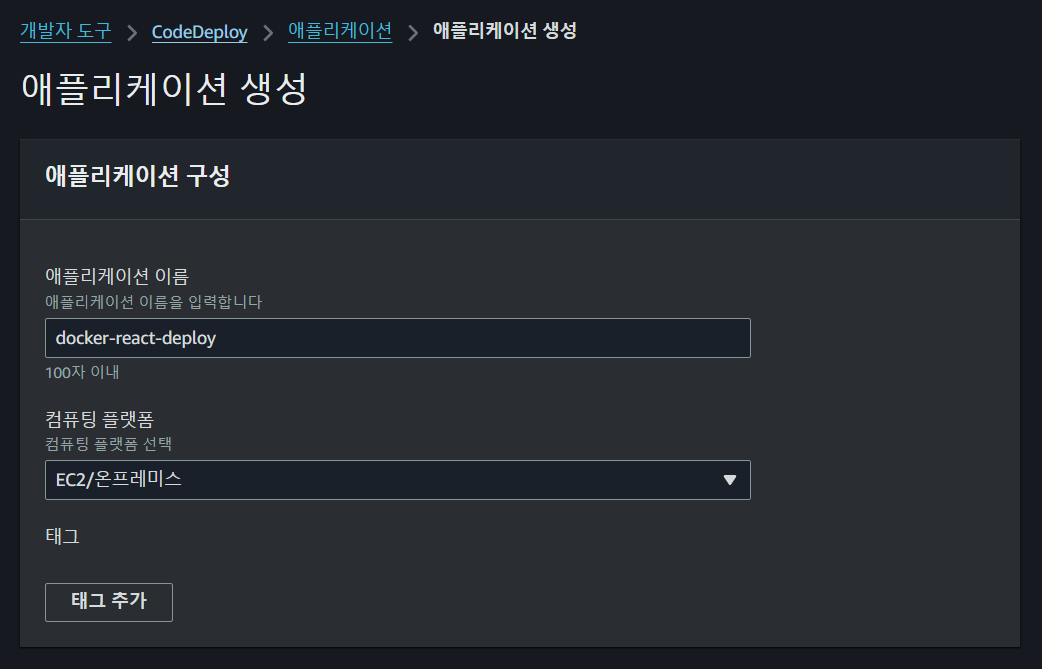 개발자 도구 > CodeDeploy > 애플리케이션 > 애플리케이션 생성
애플리케이션 생성
애플리케이션 구성
애플리케이션 이름
애플리케이션 이름을 입력합니다
docker-react-deploy
100자 이내
컴퓨팅 플랫폼
컴퓨팅 플랫폼 선택
EC2/온프레미스
태그
태그 추가